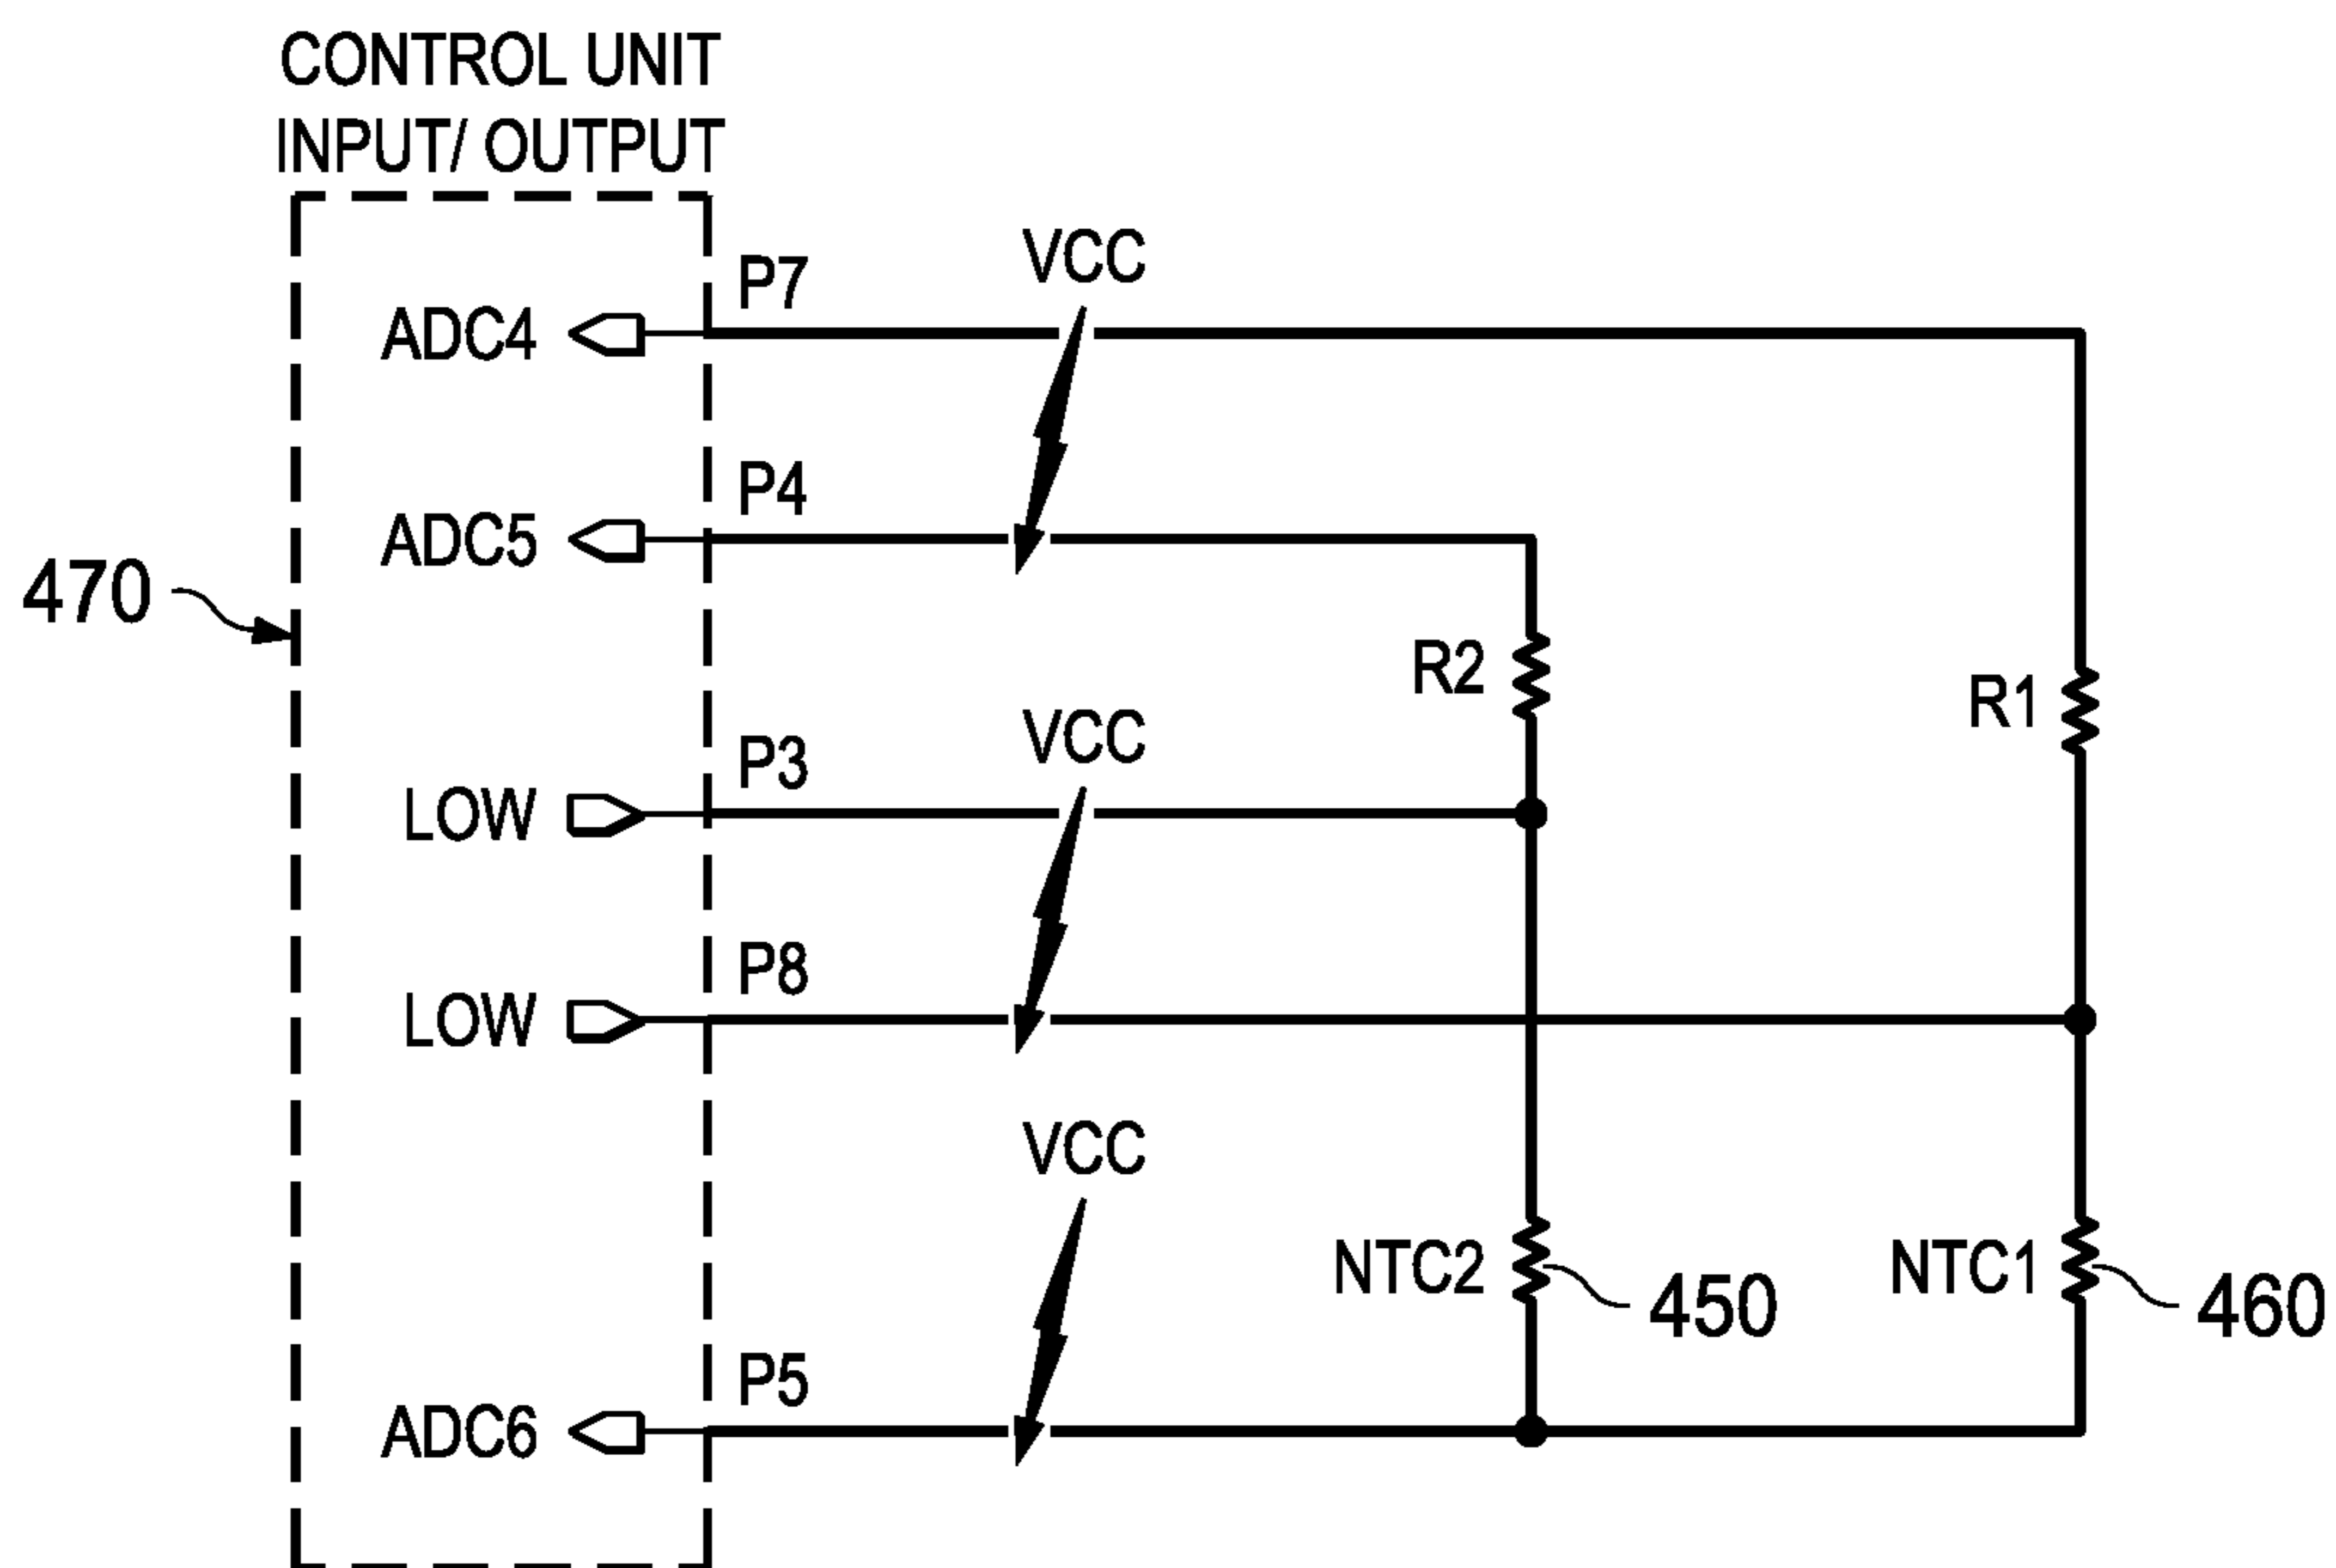 CONTROL UNIT
INPUT/ OUTPUT
P7
VCC
ADC4
P4
ADC5
470
R2
R1
P3
VCC
LOW
P8
LOW
VCC
NTC2
450
NTC1
460
P5
ADC6